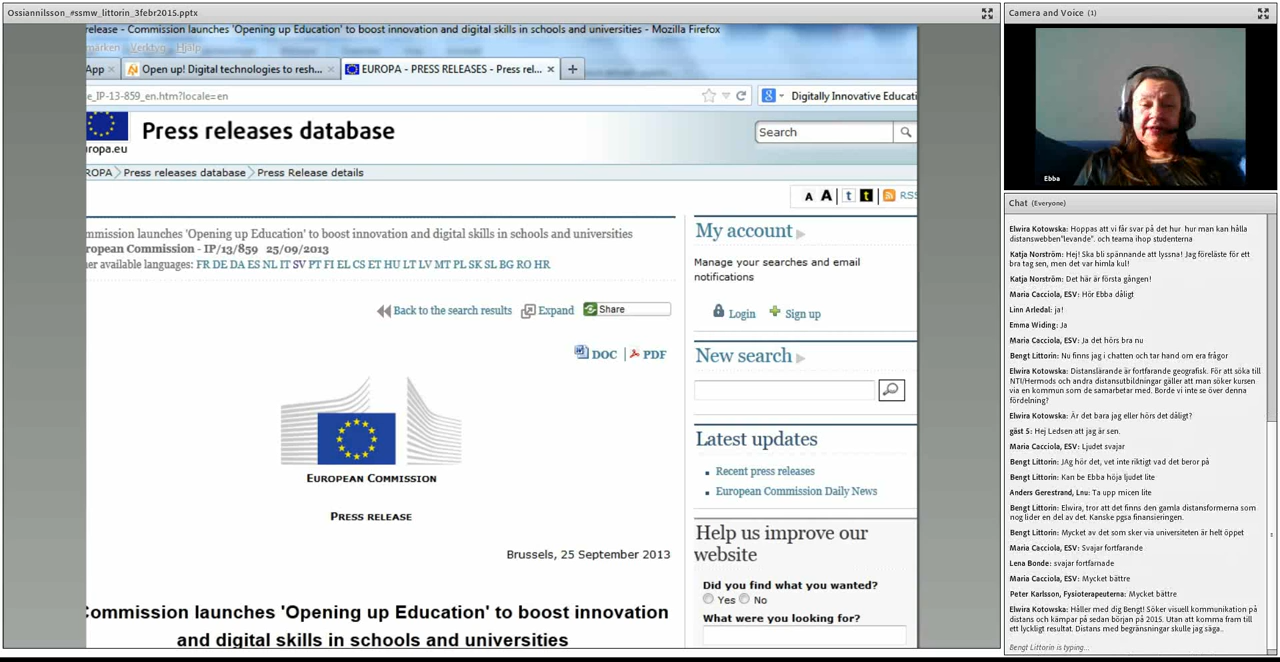 Ossiannilsson_#ssmw_littorin_3febr2015.pptx
release - Commission launches 'Opening up Education' to boost innovation and digital skills in schools and universities - Mozilla Firefox
märken Verktyg Hjälp
App
Open up! Digital technologies to resh...
EUROPA - PRESS RELEASES - Press rel...
e_IP-13-859_en.htm?locale=en
Digitally Innovative Educati
Press releases database
uropa.eu
Search
ROPA Press releases database Press Release details
A A t t RSS
mmission launches 'Opening up Education' to boost innovation and digital skills in schools and universities
ropean Commission - IP/13/859 25/09/2013
er available languages: FR DE DA ES NL IT SV PT FI EL CS ET HU LT LV MT PL SK SL BG RO HR
Back to the search results Expand Share
DOC | PDF
EUROPEAN COMMISSION
PRESS RELEASE
Brussels, 25 September 2013
Commission launches 'Opening up Education' to boost innovation
and digital skills in schools and universities
My account
Manage your searches and email
notifications
Login Sign up
New search
Latest updates
Recent press releases
European Commission Daily News
Help us improve our
website
Did you find what you wanted?
Yes No
What were you looking for?
Camera and Voice (1)
Ebba
Chat (Everyone)
Elwira Kotowska: Hoppas att vi får svar på det hur hur man kan hålla
distanswebben"levande". och teama ihop studenterna
Katja Norström: Hej! Ska bli spännande att lyssna! Jag föreläste för ett
bra tag sen, men det var himla kul!
Katja Norström: Det här är första gången!
Maria Cacciola, ESV: Hör Ebba dåligt
Linn Arledal: ja!
Emma Widing: Ja
Maria Cacciola, ESV: Ja det hörs bra nu
Bengt Littorin: Nu finns jag i chatten och tar hand om era frågor
Elwira Kotowska: Distanslärande är fortfarande geografisk. För att söka till
NTI/Hermods och andra distansutbildningar gäller att man söker kursen
via en kommun som de samarbetar med. Borde vi inte se över denna
fördelning?
Elwira Kotowska: Är det bara jag eller hörs det dåligt?
gäst 5: Hej Ledsen att jag är sen.
Maria Cacciola, ESV: Ljudet svajar
Bengt Littorin: JAg hör det, vet inte riktigt vad det beror på
Bengt Littorin: Kan be Ebba höja ljudet lite
Anders Gerestrand, Lnu: Ta upp micen lite
Bengt Littorin: Elwira, tror att det finns den gamla distansformerna som
nog lider en del av det. Kanske pgsa finansieringen.
Bengt Littorin: Mycket av det som sker via universiteten är helt öppet
Maria Cacciola, ESV: Svajar fortfarande
Lena Bonde: svajar fortfarnade
Maria Cacciola, ESV: Mycket bättre
Peter Karlsson, Fysioterapeuterna: Mycket bättre
Elwira Kotowska: Håller med dig Bengt! Söker visuell kommunikation på
distans och kämpar på sedan början på 2015. Utan att komma fram till
ett lyckligt resultat. Distans med begränsningar skulle jag säga..
Bengt Littorin is typing...